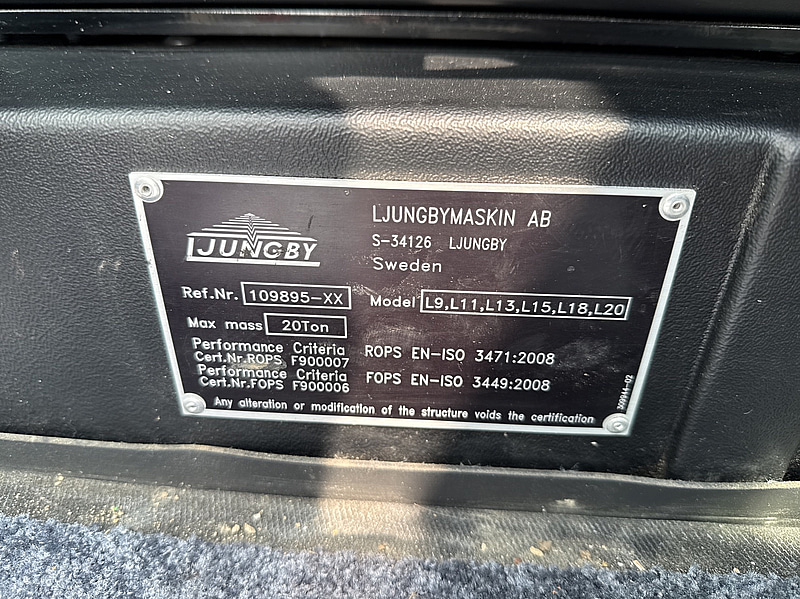 LJUNGBY
LJUNGBYMASKIN AB
S-34126 LJUNGBY
Sweden
Ref.Nr. 109895-XX Model L9,L11,L13,L15,L18,L20
Max mass 20Ton
Performance Criteria ROPS EN-ISO 3471:2008
Cert.Nr.ROPS F900007
Performance Criteria FOPS EN-ISO 3449:2008
Cert.Nr.FOPS F900006
Any alteration or modification of the structure voids the certification